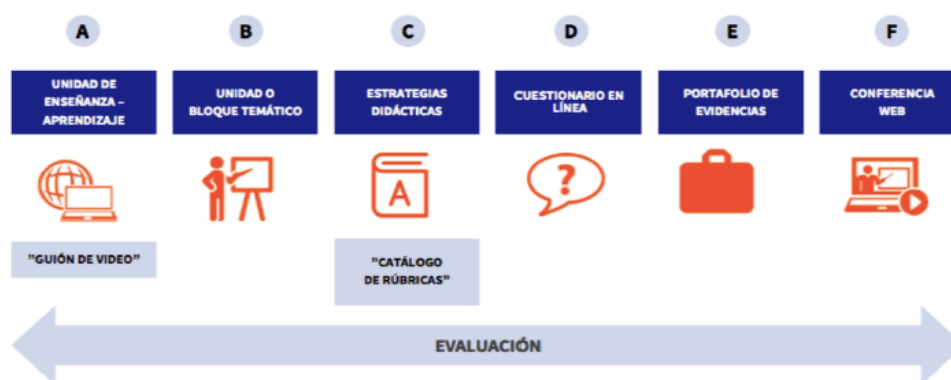 A
B
C
D
E
F
UNIDAD DE
ENSEÑANZA –
APRENDIZAJE
UNIDAD O
BLOQUE TEMÁTICO
ESTRATEGIAS
DIDÁCTICAS
CUESTIONARIO EN
LÍNEA
PORTAFOLIO DE
EVIDENCIAS
CONFERENCIA
WEB
A
?
"GUIÓN DE VIDEO"
"CATÁLOGO
DE RÚBRICAS"
EVALUACIÓN